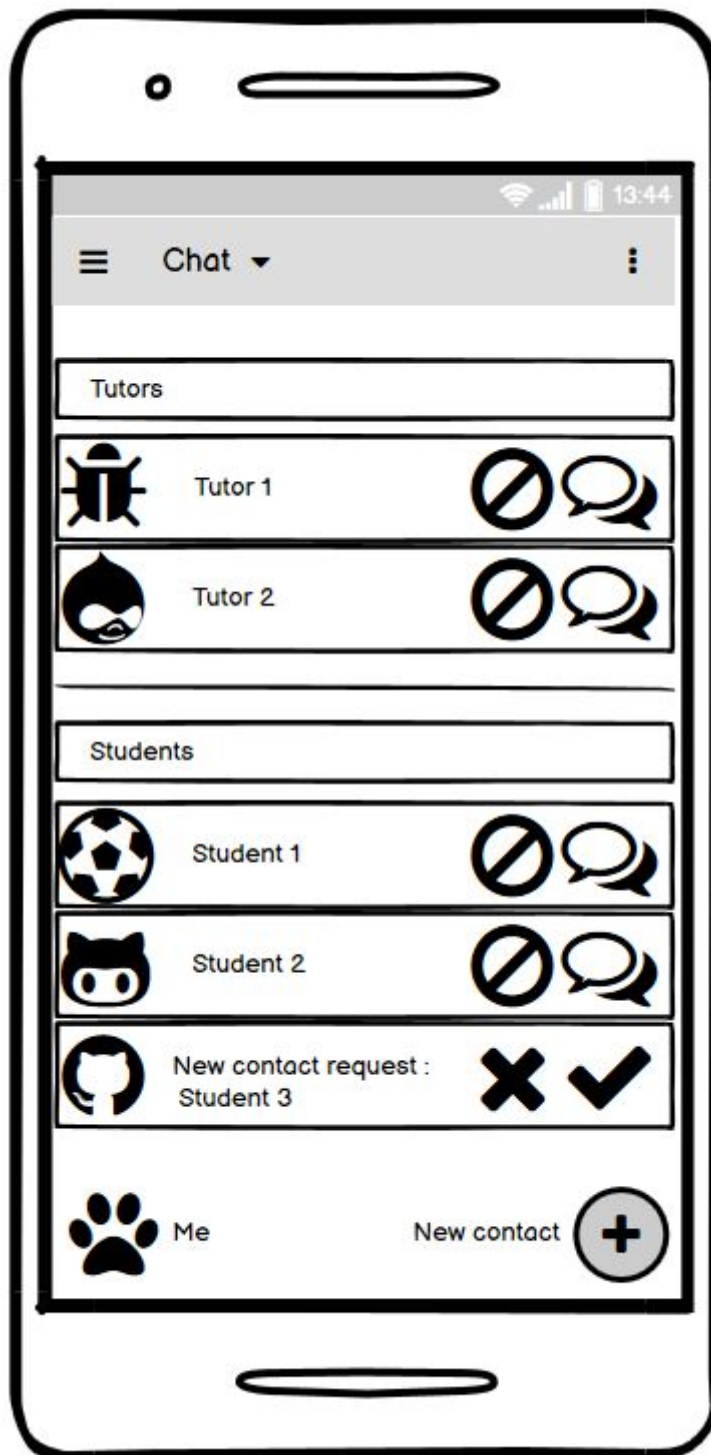 13:44
Chat
Tutors
Tutor 1
Tutor 2
Students
Student 1
Student 2
New contact request :
Student 3
Me
New contact